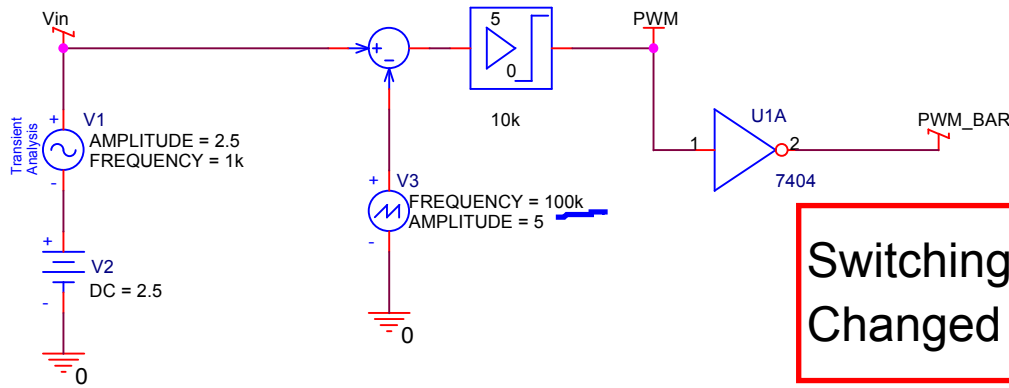 Vin
PWM
5
0
10k
Transient
Analysis
+
V1
AMPLITUDE = 2.5
FREQUENCY = 1k
-
+
-
U1A
1
2
7404
PWM_BAR
+
V3
FREQUENCY = 100k
AMPLITUDE = 5
-
+
V2
DC = 2.5
-
0
0
Switching
Changed